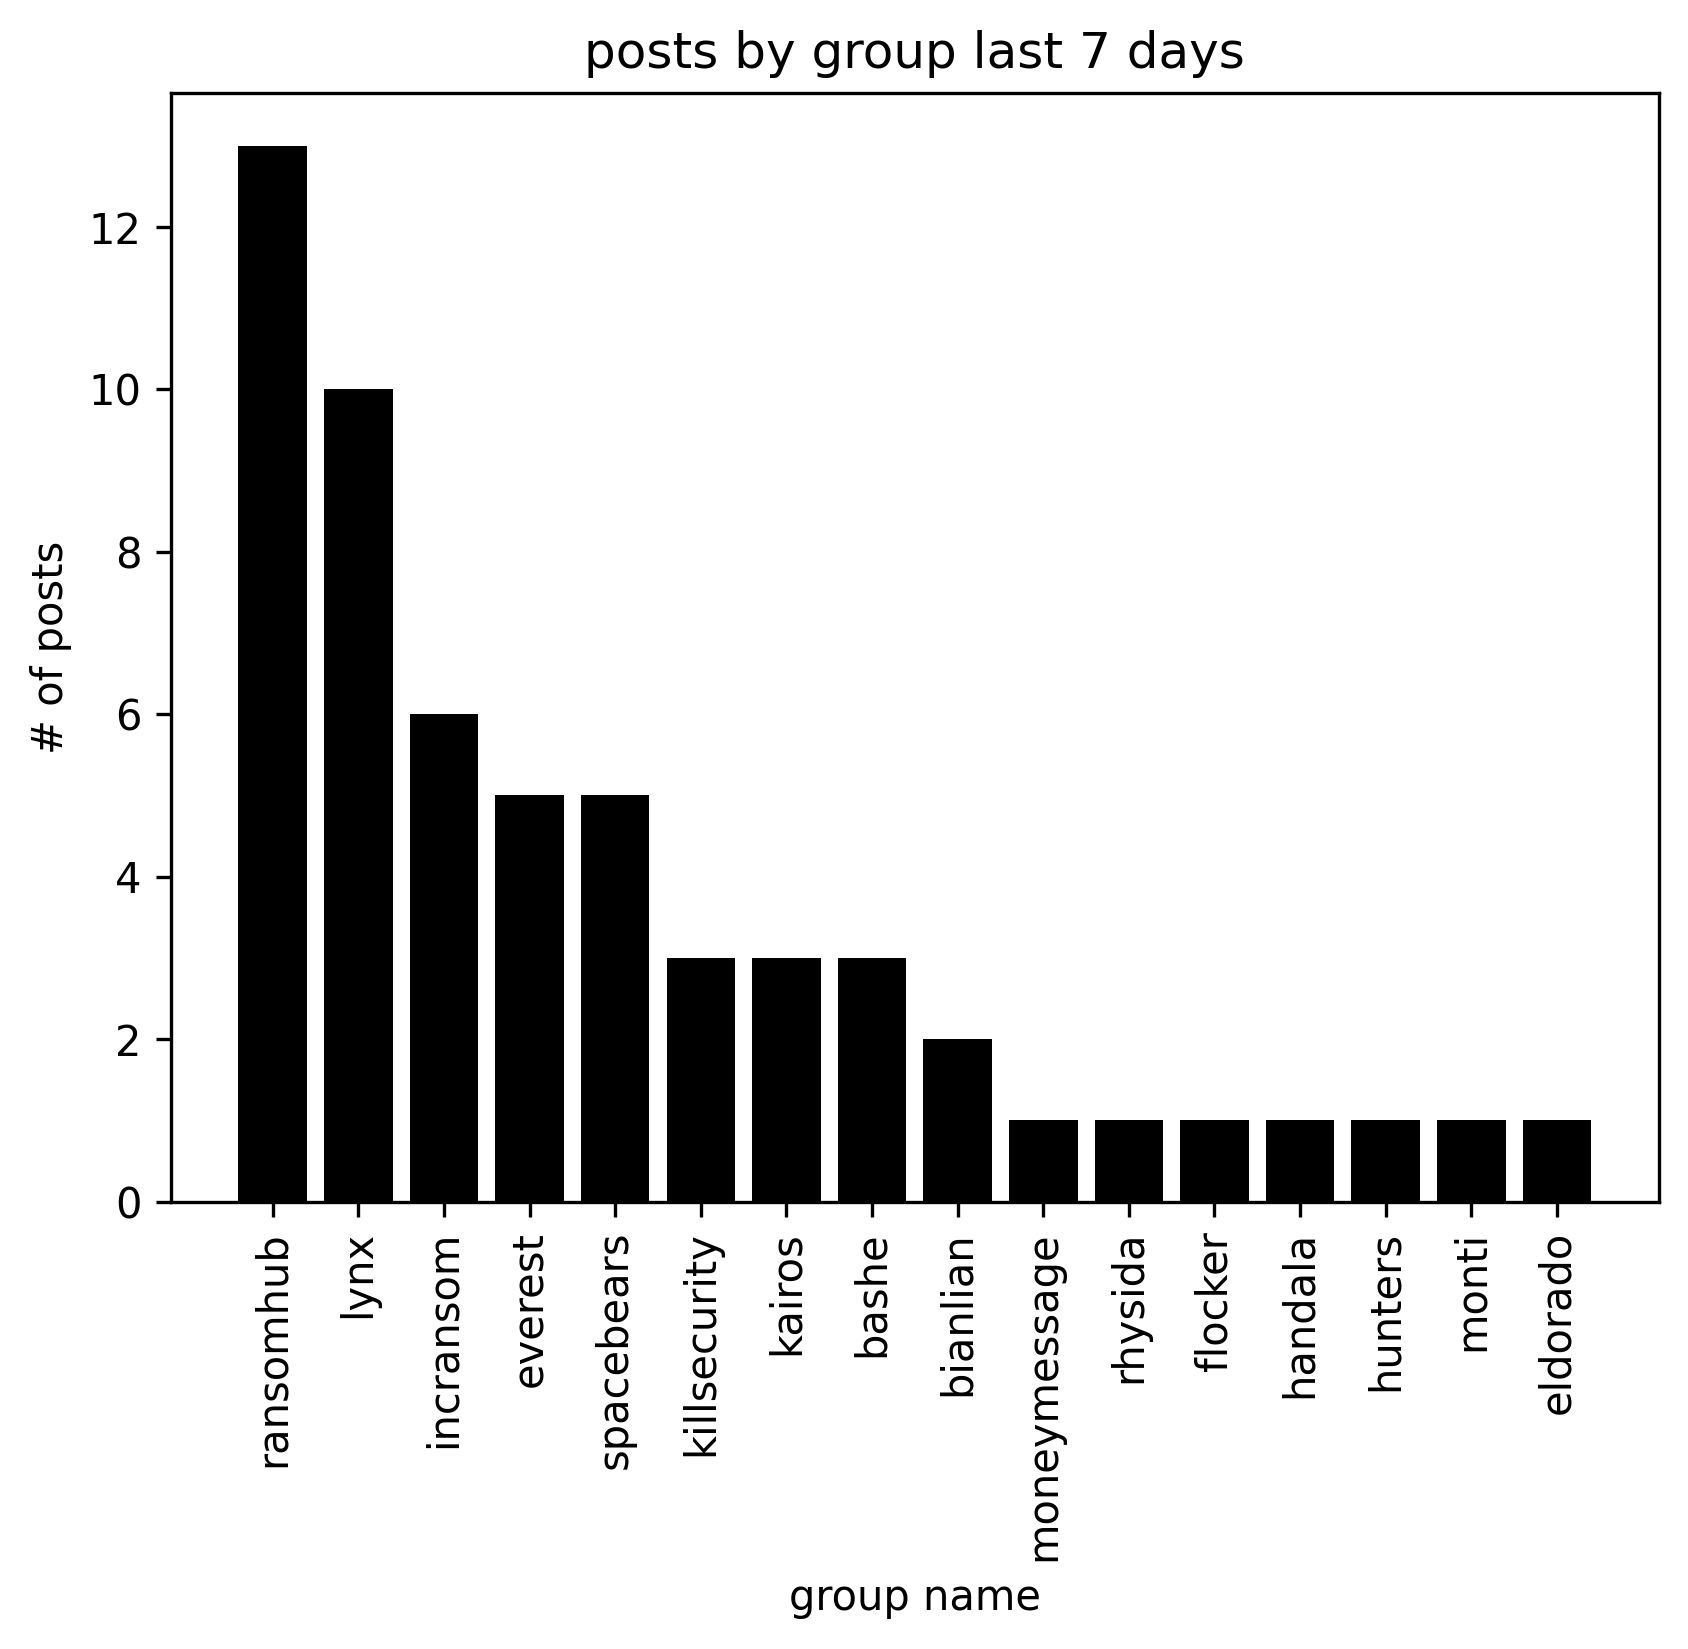 posts by group last 7 days
# of posts
12
10
8
6
4
2
0
ransomhub
lynx
incransom
everest
spacebears
killsecurity
kairos
bashe
bianlian
moneymessage
rhysida
flocker
handala
hunters
monti
eldorado
group name